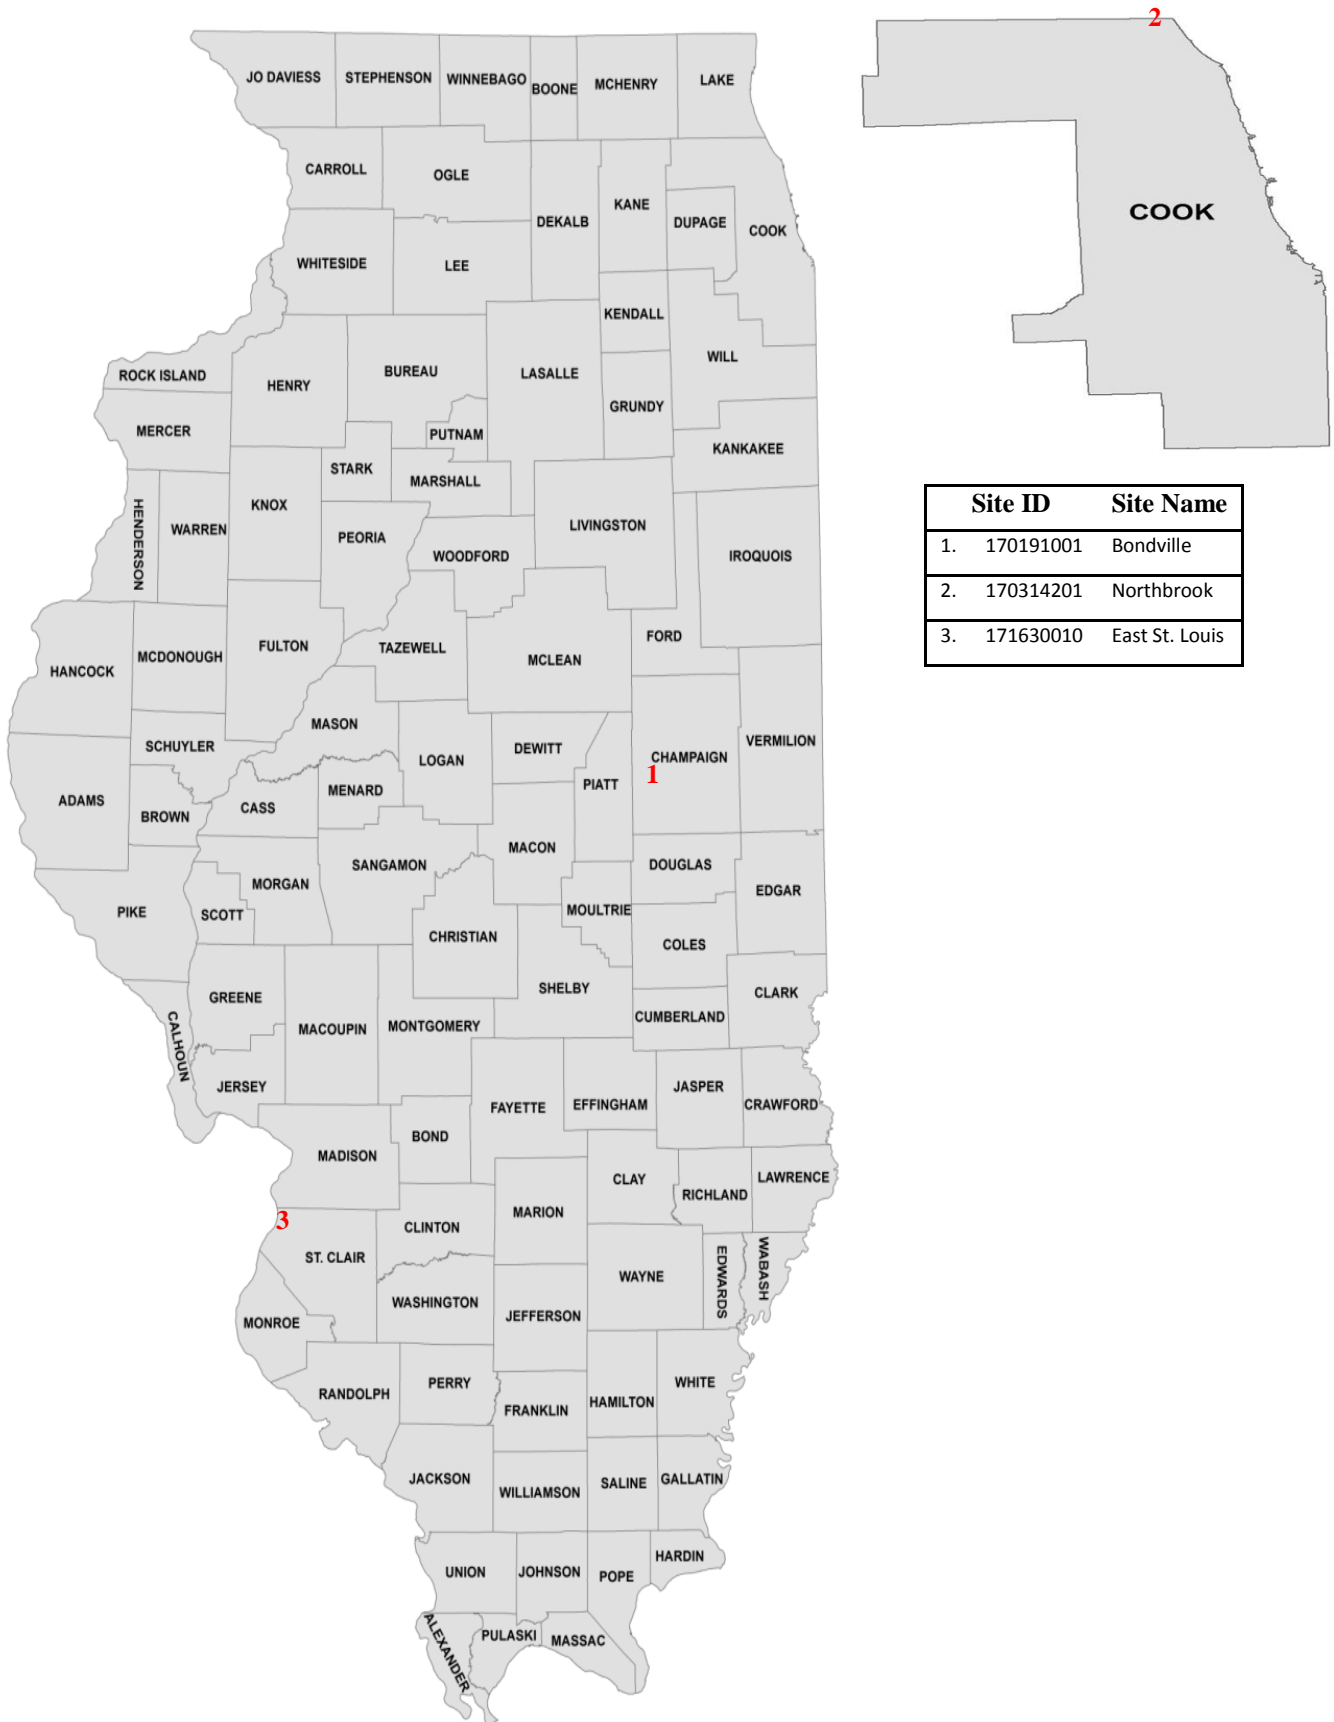 2
JO DAVIESS STEPHENSON WINNEBAGO BOONE MCHENRY LAKE
CARROLL OGLE DEKALB KANE DUPAGE COOK
WHITESIDE LEE
KENDALL
ROCK ISLAND HENRY BUREAU LASALLE WILL
GRUNDY
MERCER PUTNAM KANKAKEE
STARK MARSHALL
HENDERSON WARREN KNOX PEORIA WOODFORD LIVINGSTON IROQUOIS
HANCOCK MCDONOUGH FULTON TAZEWELL MCLEAN FORD
SCHUYLER MASON LOGAN DEWITT CHAMPAIGN VERMILION
1
ADAMS BROWN CASS MENARD PIATT
SANGAMON MACON DOUGLAS
PIKE SCOTT MORGAN CHRISTIAN MOULTRIE EDGAR
COLES
GREENE SHELBY CLARK
CALHOUN MACOUPIN MONTGOMERY CUMBERLAND
JERSEY FAYETTE EFFINGHAM JASPER CRAWFORD
MADISON BOND CLAY RICHLAND LAWRENCE
3
ST. CLAIR CLINTON MARION WAYNE EDWARDS WABASH
MONROE WASHINGTON JEFFERSON
RANDOLPH PERRY FRANKLIN HAMILTON WHITE
JACKSON WILLIAMSON SALINE GALLATIN
UNION JOHNSON POPE HARDIN
ALEXANDER PULASKI MASSAC
COOK
Site ID Site Name
1. 170191001 Bondville
2. 170314201 Northbrook
3. 171630010 East St. Louis